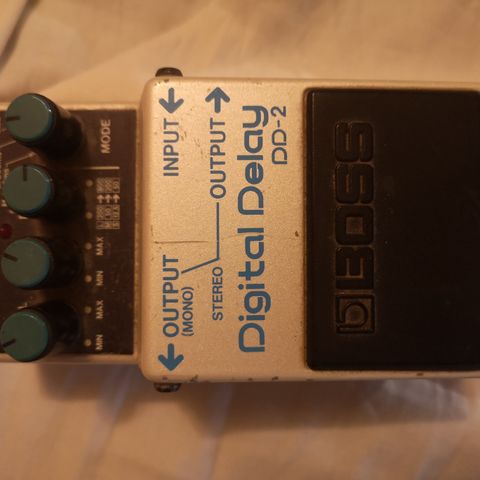 MODE
MIN MAX MIN MAX
OUTPUT INPUT
(MONO)
STEREO OUTPUT
Digital Delay
DD-2
BOSS